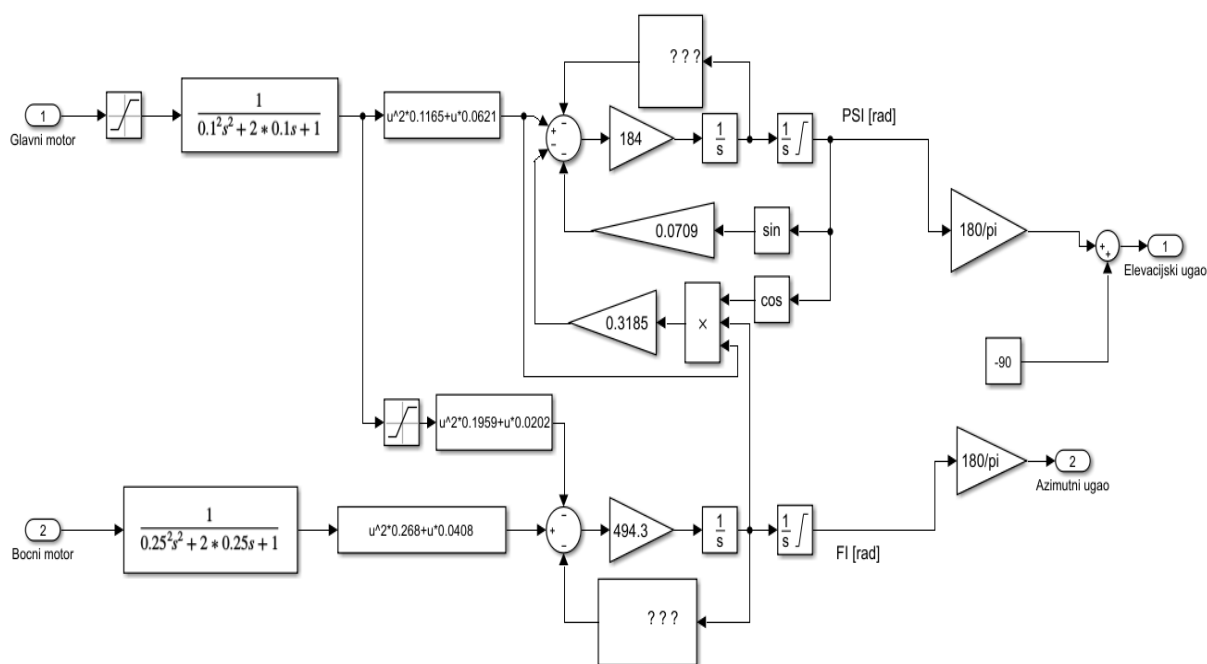 ? ? ?
1
Glavni motor
1
0.1²s² + 2 * 0.1s + 1
u^2*0.1165+u*0.0621
−
+
−
−
184
1
s
1
s
PSI [rad]
0.0709
sin
180/pi
+
+
1
Elevacijski ugao
cos
0.3185
×
-90
u^2*0.1959+u*0.0202
2
Bocni motor
1
0.25²s² + 2 * 0.25s + 1
u^2*0.268+u*0.0408
−
+
−
494.3
1
s
1
s
FI [rad]
180/pi
2
Azimutni ugao
? ? ?